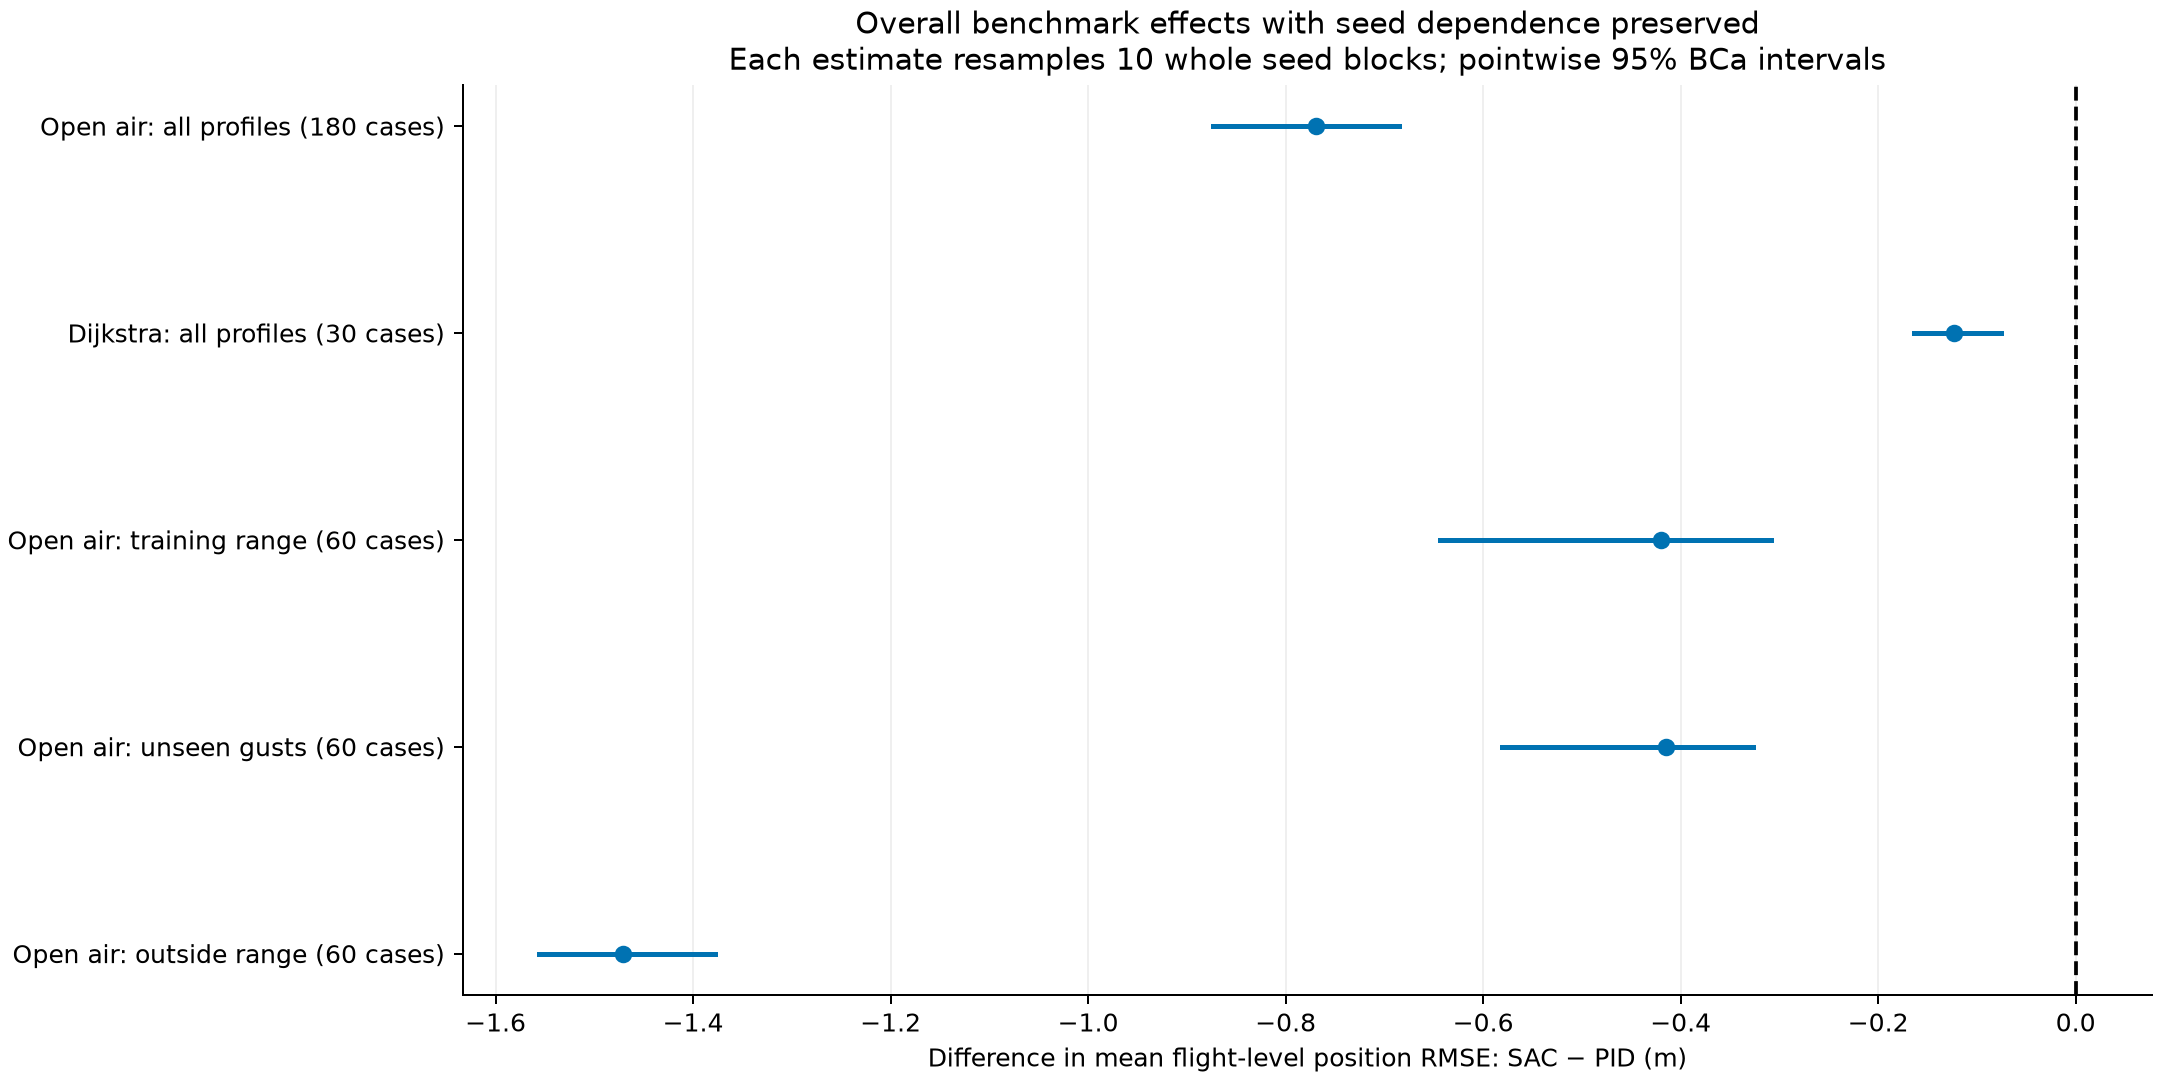 Overall benchmark effects with seed dependence preserved
Each estimate resamples 10 whole seed blocks; pointwise 95% BCa intervals
Open air: all profiles (180 cases)
Dijkstra: all profiles (30 cases)
Open air: training range (60 cases)
Open air: unseen gusts (60 cases)
Open air: outside range (60 cases)
−1.6 −1.4 −1.2 −1.0 −0.8 −0.6 −0.4 −0.2 0.0
Difference in mean flight-level position RMSE: SAC − PID (m)